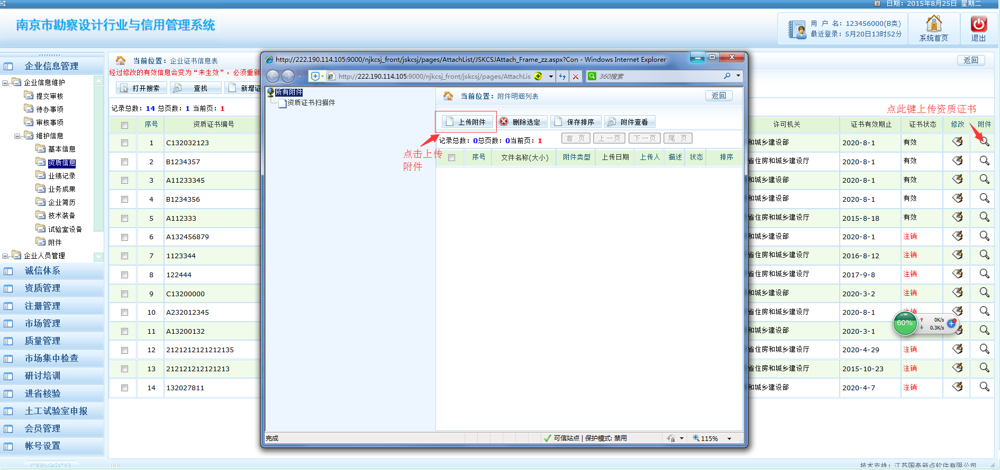 日期：2015年8月25日 星期二
南京市勘察设计行业与信用管理系统
用 户 名：123456000(B类)
最近登录：5月20日13时52分
系统首页
退出
企业信息管理
企业信息维护
提交审核
待办事项
审核事项
维护信息
基本信息
资质信息
业绩记录
业务成果
企业简历
技术装备
试验室设备
附件
企业人员管理
诚信体系
资质管理
注册管理
市场管理
质量管理
市场集中检查
研讨培训
进省核验
土工试验室申报
会员管理
帐号设置
WELCOME
当前位置：企业证书信息表
返回
经过修改的有效信息会变为“未生效”，必须重新
打开搜索 查找 新增证
记录总数：14 总页数：1 当前页：1
点此键上传资质证书
序号 资质证书编号 许可机关 证书有效期止 证书状态 修改 附件
1 C132032123 和城乡建设部 2020-8-1 有效
2 B1234357 省住房和城乡建设厅 2020-8-1 有效
3 A11233345 和城乡建设部 2020-8-1 有效
4 B1234356 和城乡建设部 2020-8-1 有效
5 A112333 省住房和城乡建设厅 2015-8-18 有效
6 A132456879 和城乡建设部 2020-8-1 注销
7 1123344 省住房和城乡建设厅 2016-8-12 注销
8 122444 省住房和城乡建设厅 2017-9-8 注销
9 C13200000 和城乡建设部 2020-3-2 注销
10 A232012345 省住房和城乡建设厅 2020-8-1 注销
11 A13200132 和城乡建设部 2020-3-1
12 2121212121212135 省住房和城乡建设厅 2020-4-29 注销
13 212121212121213 省住房和城乡建设厅 2015-10-23 注销
14 132027811 和城乡建设部 2020-4-7 注销
60%
0K/s
0.3K/s
http://222.190.114.105:9000/njkcsj_front/jskcsj/pages/AttachList/JSKCSJAttach_Frame_zz.aspx?Con - Windows Internet Explorer
http://222.190.114.105:9000/njkcsj_front/jskcsj/pages/AttachLis
360搜索
所有附件
资质证书扫描件
当前位置：附件明细列表
返回
上传附件 删除选定 保存排序 附件查看
记录总数：0总页数：0当前页：1 首 页 上一页 下一页 尾 页
点击上传
附件
序号 文件名称(大小) 附件类型 上传日期 上传人 描述 状态 排序
完成
可信站点 | 保护模式: 禁用
115%
技术支持：江苏国泰新点软件有限公司